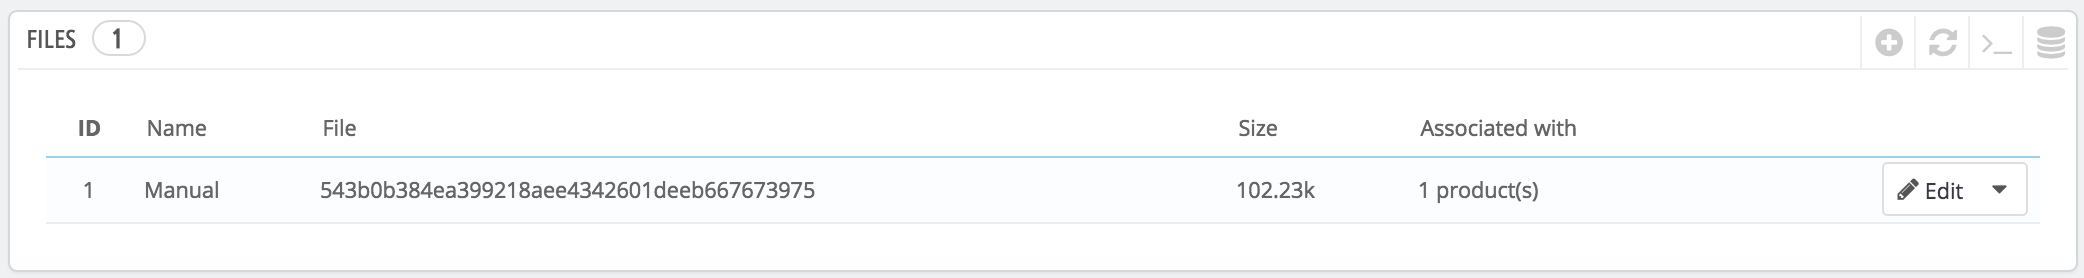 FILES 1
ID Name File Size Associated with
1 Manual 543b0b384ea399218aee4342601deeb667673975 102.23k 1 product(s) Edit